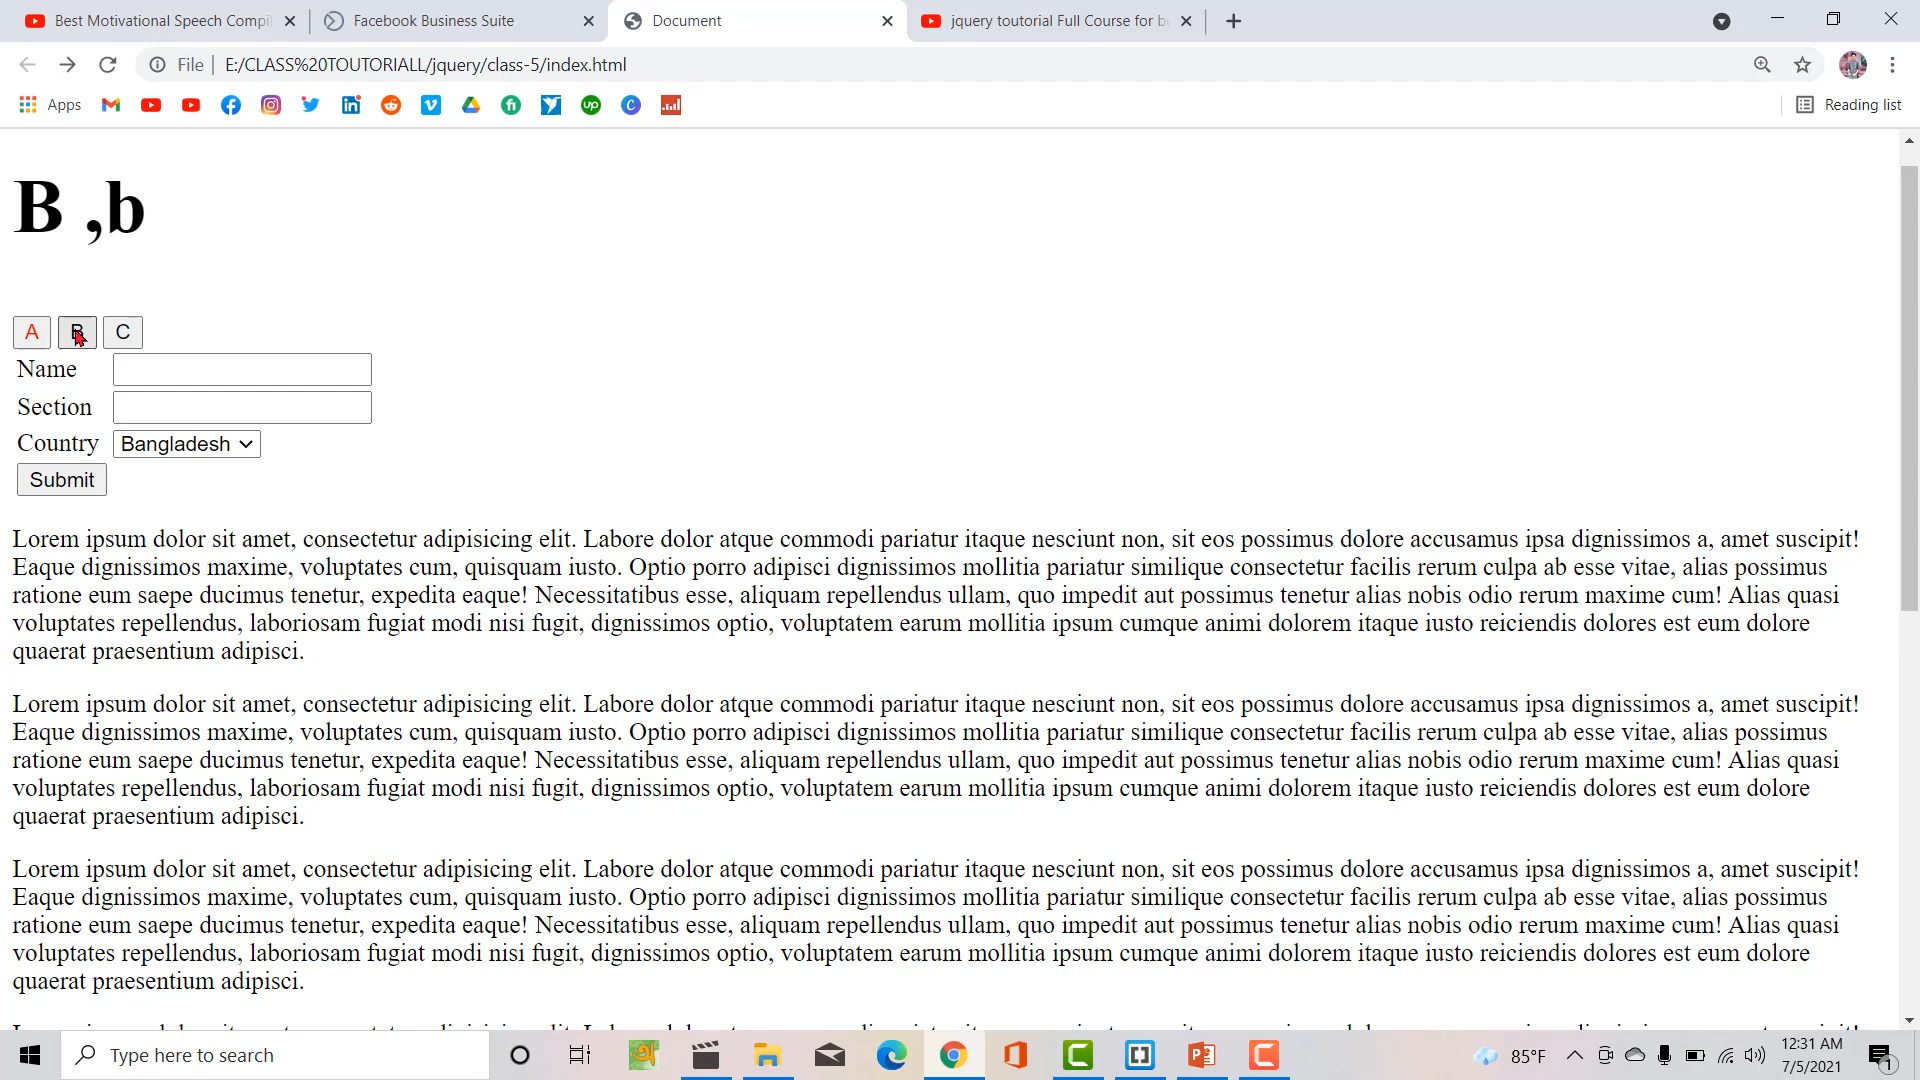 Best Motivational Speech Compil
Facebook Business Suite
Document
jquery toutorial Full Course for be
File
E:/CLASS%20TOUTORIALL/jquery/class-5/index.html
Apps
Reading list
B ,b
A B C
Name
Section
Country Bangladesh
Submit
Lorem ipsum dolor sit amet, consectetur adipisicing elit. Labore dolor atque commodi pariatur itaque nesciunt non, sit eos possimus dolore accusamus ipsa dignissimos a, amet suscipit!
Eaque dignissimos maxime, voluptates cum, quisquam iusto. Optio porro adipisci dignissimos mollitia pariatur similique consectetur facilis rerum culpa ab esse vitae, alias possimus
ratione eum saepe ducimus tenetur, expedita eaque! Necessitatibus esse, aliquam repellendus ullam, quo impedit aut possimus tenetur alias nobis odio rerum maxime cum! Alias quasi
voluptates repellendus, laboriosam fugiat modi nisi fugit, dignissimos optio, voluptatem earum mollitia ipsum cumque animi dolorem itaque iusto reiciendis dolores est eum dolore
quaerat praesentium adipisci.
Lorem ipsum dolor sit amet, consectetur adipisicing elit. Labore dolor atque commodi pariatur itaque nesciunt non, sit eos possimus dolore accusamus ipsa dignissimos a, amet suscipit!
Eaque dignissimos maxime, voluptates cum, quisquam iusto. Optio porro adipisci dignissimos mollitia pariatur similique consectetur facilis rerum culpa ab esse vitae, alias possimus
ratione eum saepe ducimus tenetur, expedita eaque! Necessitatibus esse, aliquam repellendus ullam, quo impedit aut possimus tenetur alias nobis odio rerum maxime cum! Alias quasi
voluptates repellendus, laboriosam fugiat modi nisi fugit, dignissimos optio, voluptatem earum mollitia ipsum cumque animi dolorem itaque iusto reiciendis dolores est eum dolore
quaerat praesentium adipisci.
Lorem ipsum dolor sit amet, consectetur adipisicing elit. Labore dolor atque commodi pariatur itaque nesciunt non, sit eos possimus dolore accusamus ipsa dignissimos a, amet suscipit!
Eaque dignissimos maxime, voluptates cum, quisquam iusto. Optio porro adipisci dignissimos mollitia pariatur similique consectetur facilis rerum culpa ab esse vitae, alias possimus
ratione eum saepe ducimus tenetur, expedita eaque! Necessitatibus esse, aliquam repellendus ullam, quo impedit aut possimus tenetur alias nobis odio rerum maxime cum! Alias quasi
voluptates repellendus, laboriosam fugiat modi nisi fugit, dignissimos optio, voluptatem earum mollitia ipsum cumque animi dolorem itaque iusto reiciendis dolores est eum dolore
quaerat praesentium adipisci.
Type here to search
85°F
12:31 AM
7/5/2021
1